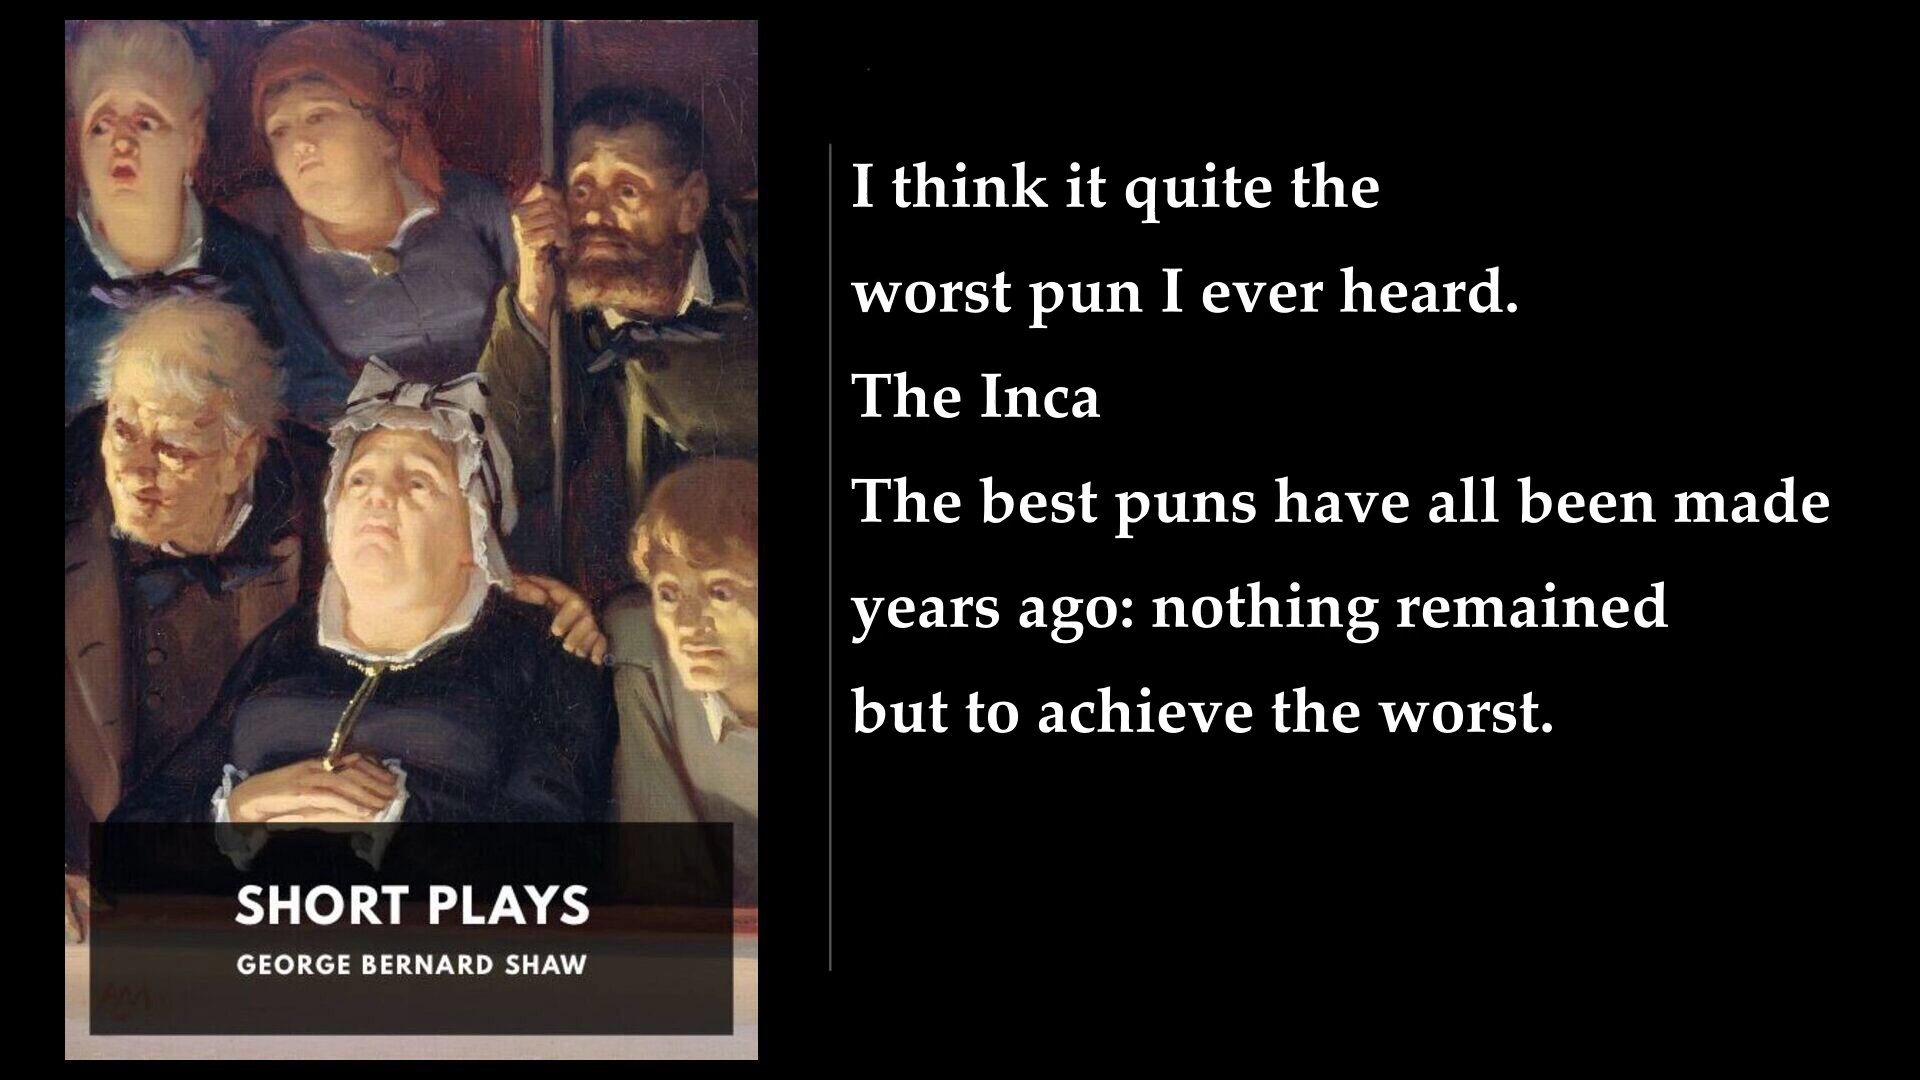 I think it quite the
worst pun I ever heard.
The Inca
The best puns have all been made
years ago: nothing remained
but to achieve the worst.
SHORT PLAYS
GEORGE BERNARD SHAW